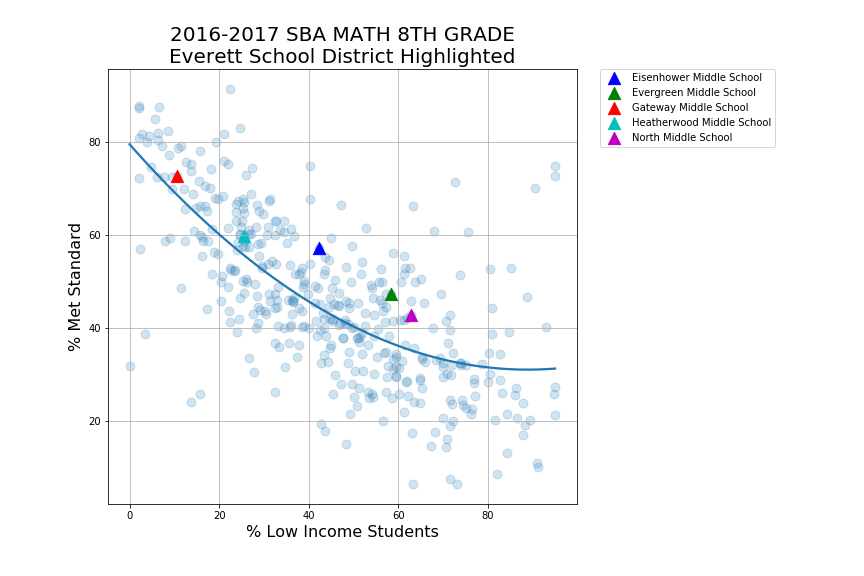 2016-2017 SBA MATH 8TH GRADE
Everett School District Highlighted
Eisenhower Middle School
Evergreen Middle School
Gateway Middle School
Heatherwood Middle School
North Middle School
% Met Standard
80
60
40
20
0 20 40 60 80
% Low Income Students